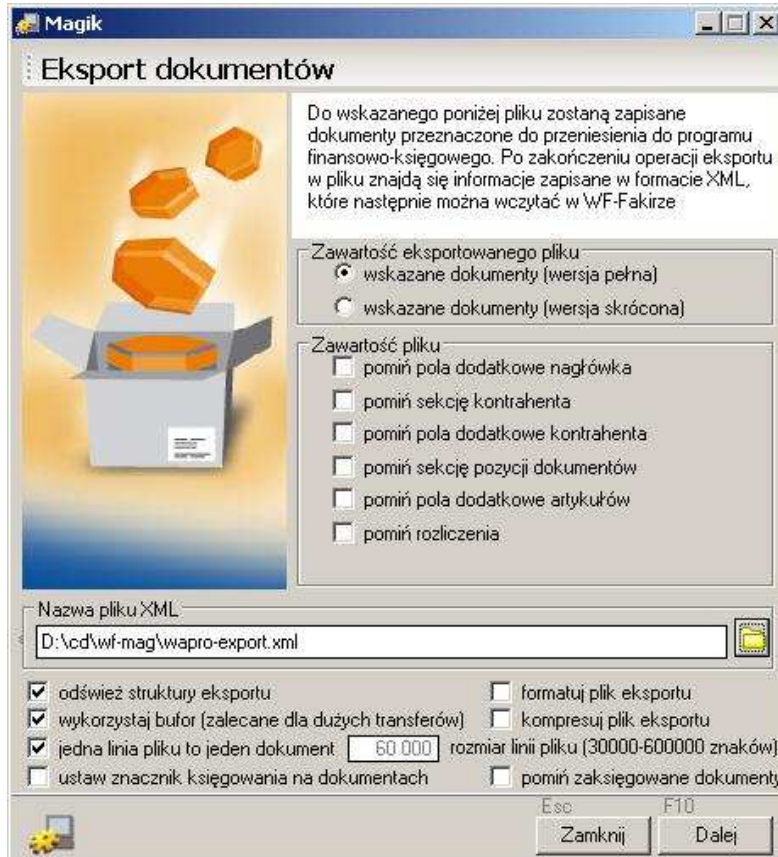 Magik
Eksport dokumentów
Do wskazanego poniżej pliku zostaną zapisane
dokumenty przeznaczone do przeniesienia do programu
finansowo-księgowego. Po zakończeniu operacji eksportu
w pliku znajdą się informacje zapisane w formacie XML,
które następnie można wczytać w WF-Fakirze
Zawartość eksportowanego pliku
wskazane dokumenty (wersja pełna)
wskazane dokumenty (wersja skrócona)
Zawartość pliku
pomiń pola dodatkowe nagłówka
pomiń sekcję kontrahenta
pomiń pola dodatkowe kontrahenta
pomiń sekcję pozycji dokumentów
pomiń pola dodatkowe artykułów
pomiń rozliczenia
Nazwa pliku XML
D:\cd\wf-mag\wapro-export.xml
odśwież struktury eksportu
formatuj plik eksportu
wykorzystaj bufor (zalecane dla dużych transferów)
kompresuj plik eksportu
jedna linia pliku to jeden dokument 60 000 rozmiar linii pliku (30000-600000 znaków)
ustaw znacznik księgowania na dokumentach
pomiń zaksięgowane dokumenty
Esc F10
Zamknij Dalej